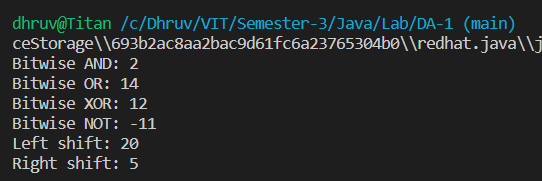 dhruv@Titan /c/Dhruv/VIT/Semester-3/Java/Lab/DA-1 (main)
ceStorage\\693b2ac8aa2bac9d61fc6a23765304b0\\redhat.java\\j
Bitwise AND: 2
Bitwise OR: 14
Bitwise XOR: 12
Bitwise NOT: -11
Left shift: 20
Right shift: 5